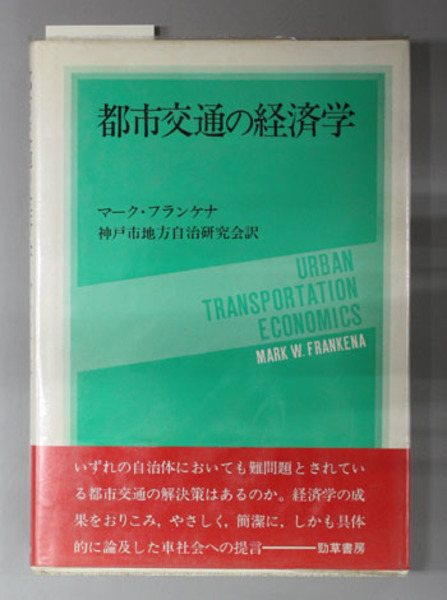 都市交通の経済学
マーク・フランケナ
神戸市地方自治研究会訳
URBAN
TRANSPORTATION
ECONOMICS
MARK W. FRANKENA
いずれの自治体においても難問題とされてい
る都市交通の解決策はあるのか。経済学の成
果をおりこみ，やさしく，簡潔に，しかも具体
的に論及した車社会への提言───勁草書房